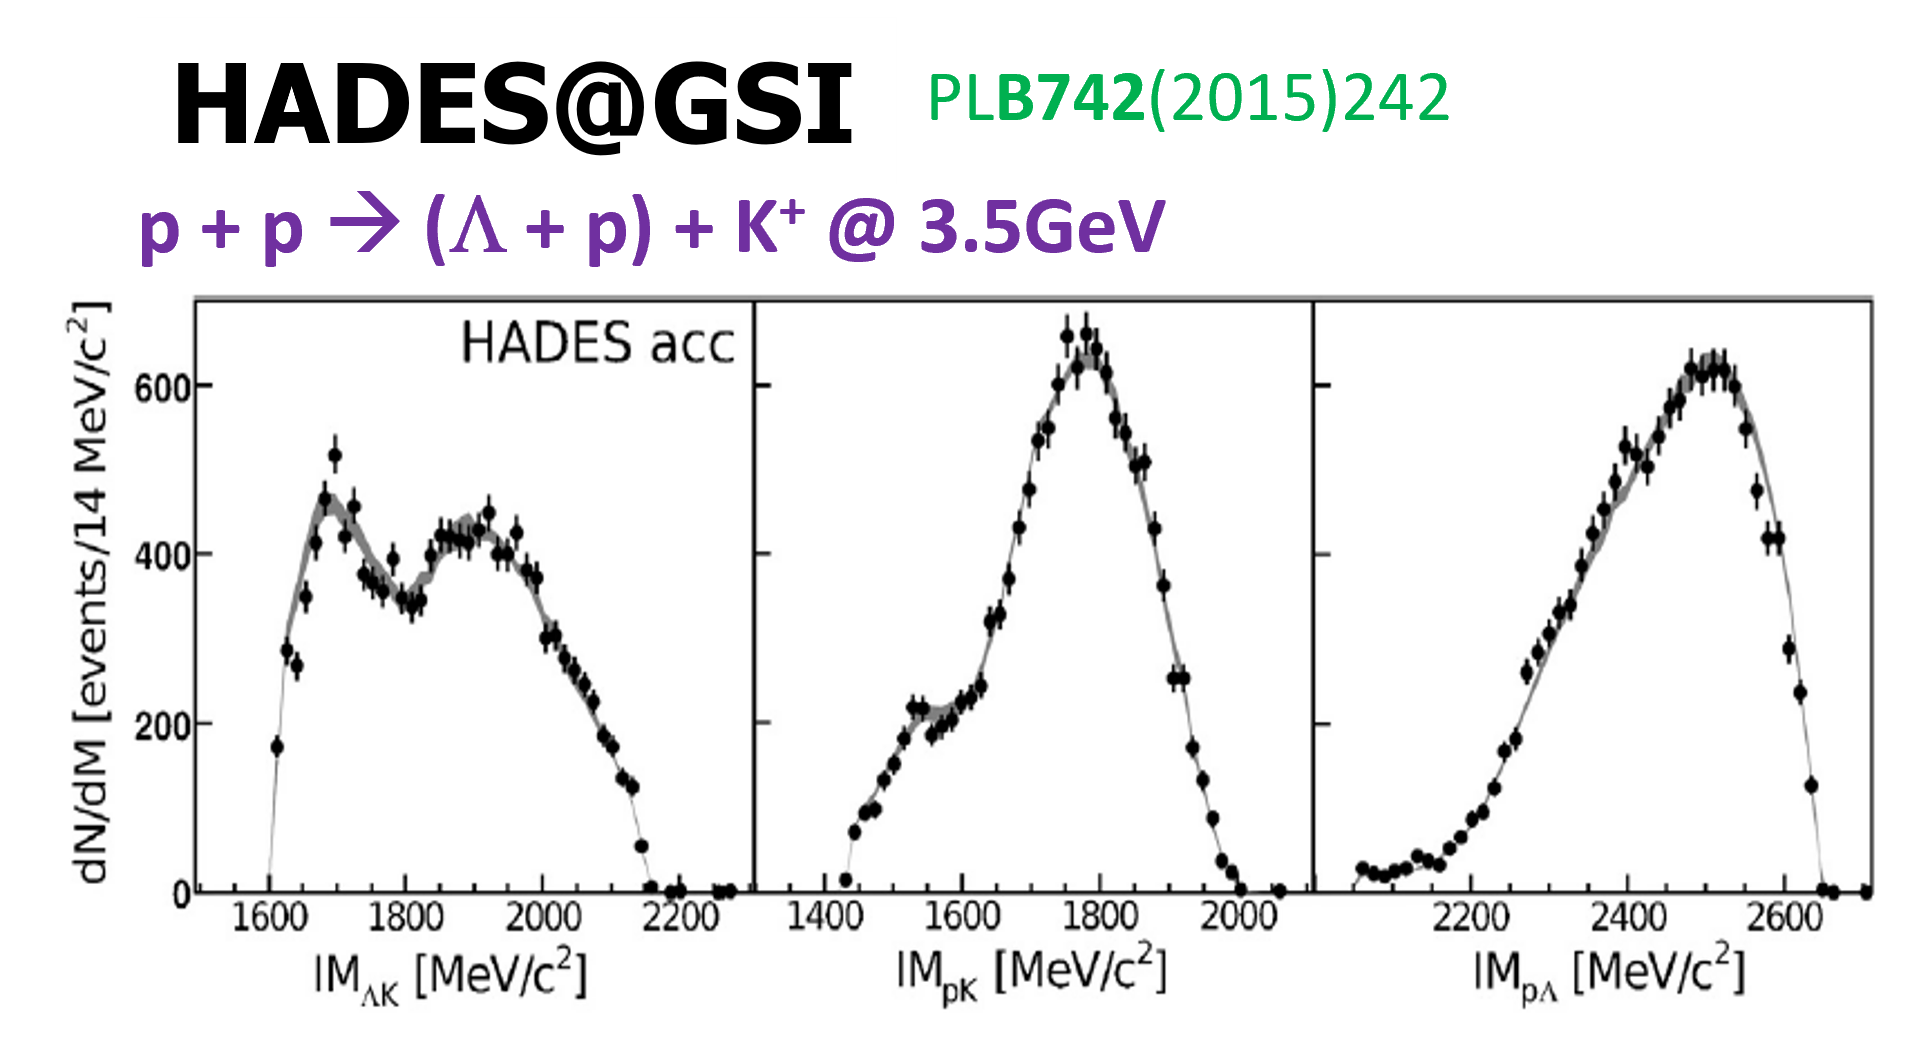 HADES@GSI PLB742(2015)242
p + p → (Λ + p) + K⁺ @ 3.5GeV
HADES acc
dN/dM [events/14 MeV/c²]
600
400
200
0
1600 1800 2000 2200 1400 1600 1800 2000 2200 2400 2600
IM_ΛK [MeV/c²] IM_pK [MeV/c²] IM_pΛ [MeV/c²]